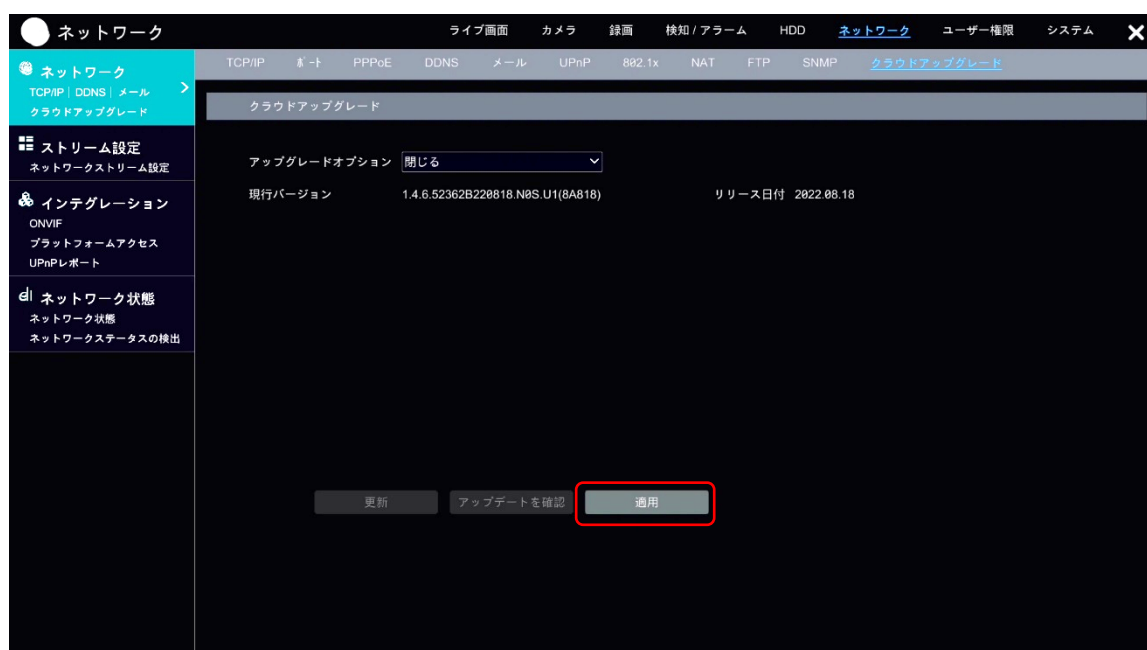 ネットワーク
ライブ画面 カメラ 録画 検知 / アラーム HDD ネットワーク ユーザー権限 システム
TCP/IP ポート PPPoE DDNS メール UPnP 802.1x NAT FTP SNMP クラウドアップグレード
ネットワーク
TCP/IP | DDNS | メール
クラウドアップグレード
ストリーム設定
ネットワークストリーム設定
インテグレーション
ONVIF
プラットフォームアクセス
UPnPレポート
ネットワーク状態
ネットワーク状態
ネットワークステータスの検出
クラウドアップグレード
アップグレードオプション 閉じる
現行バージョン 1.4.6.52362B220818.N0S.U1(8A818) リリース日付 2022.08.18
更新 アップデートを確認 適用